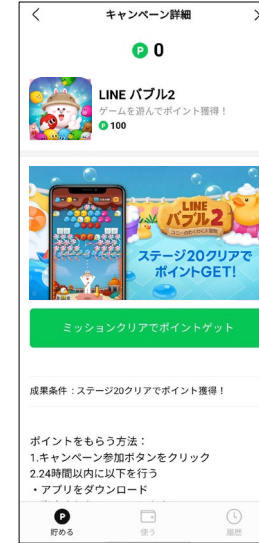 キャンペーン詳細
P 0
LINE バブル2
ゲームを遊んでポイント獲得！
P 100
LINE
バブル2
ステージ20クリアで
ポイントGET!
ミッションクリアでポイントゲット
成果条件：ステージ20クリアでポイント獲得！
ポイントをもらう方法：
1.キャンペーン参加ボタンをクリック
2.24時間以内に以下を行う
・アプリをダウンロード
P
貯める
使う
履歴